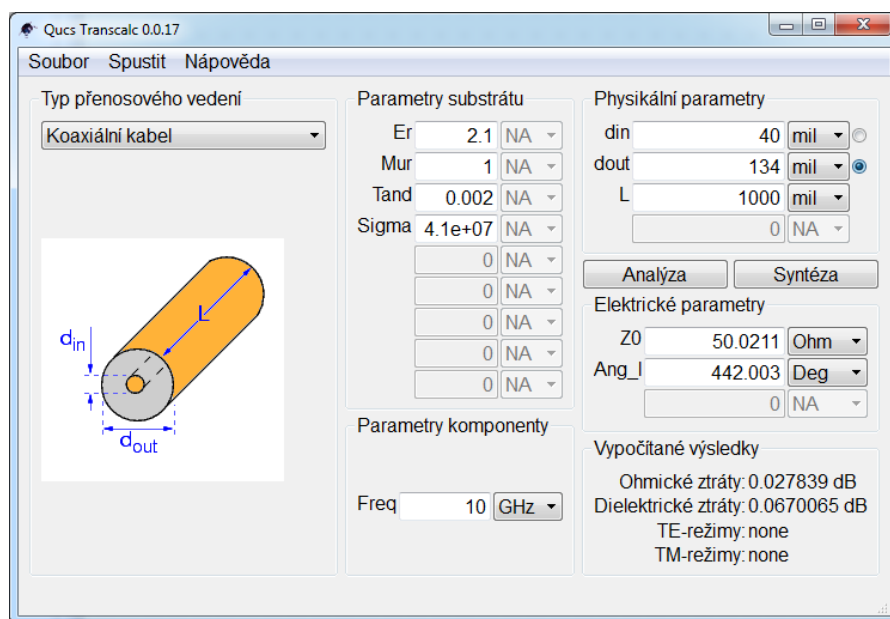 Qucs Transcalc 0.0.17
Soubor Spustit Nápověda
Typ přenosového vedení
Koaxiální kabel
L
din
dout
Parametry substrátu
Er 2.1 NA
Mur 1 NA
Tand 0.002 NA
Sigma 4.1e+07 NA
0 NA
0 NA
0 NA
0 NA
0 NA
Parametry komponenty
Freq 10 GHz
Physikální parametry
din 40 mil
dout 134 mil
L 1000 mil
0 NA
Analýza Syntéza
Elektrické parametry
Z0 50.0211 Ohm
Ang_l 442.003 Deg
0 NA
Vypočítané výsledky
Ohmické ztráty: 0.027839 dB
Dielektrické ztráty: 0.0670065 dB
TE-režimy: none
TM-režimy: none